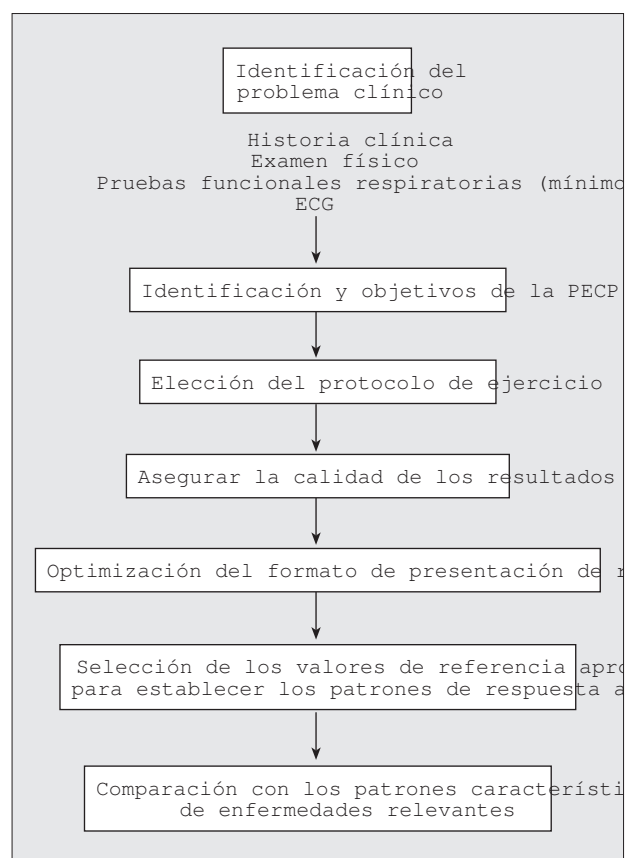 Identificación del
problema clínico
Historia clínica
Examen físico
Pruebas funcionales respiratorias (mínimo
ECG
Identificación y objetivos de la PECP
Elección del protocolo de ejercicio
Asegurar la calidad de los resultados
Optimización del formato de presentación de
Selección de los valores de referencia
para establecer los patrones de respuesta
Comparación con los patrones
de enfermedades relevantes